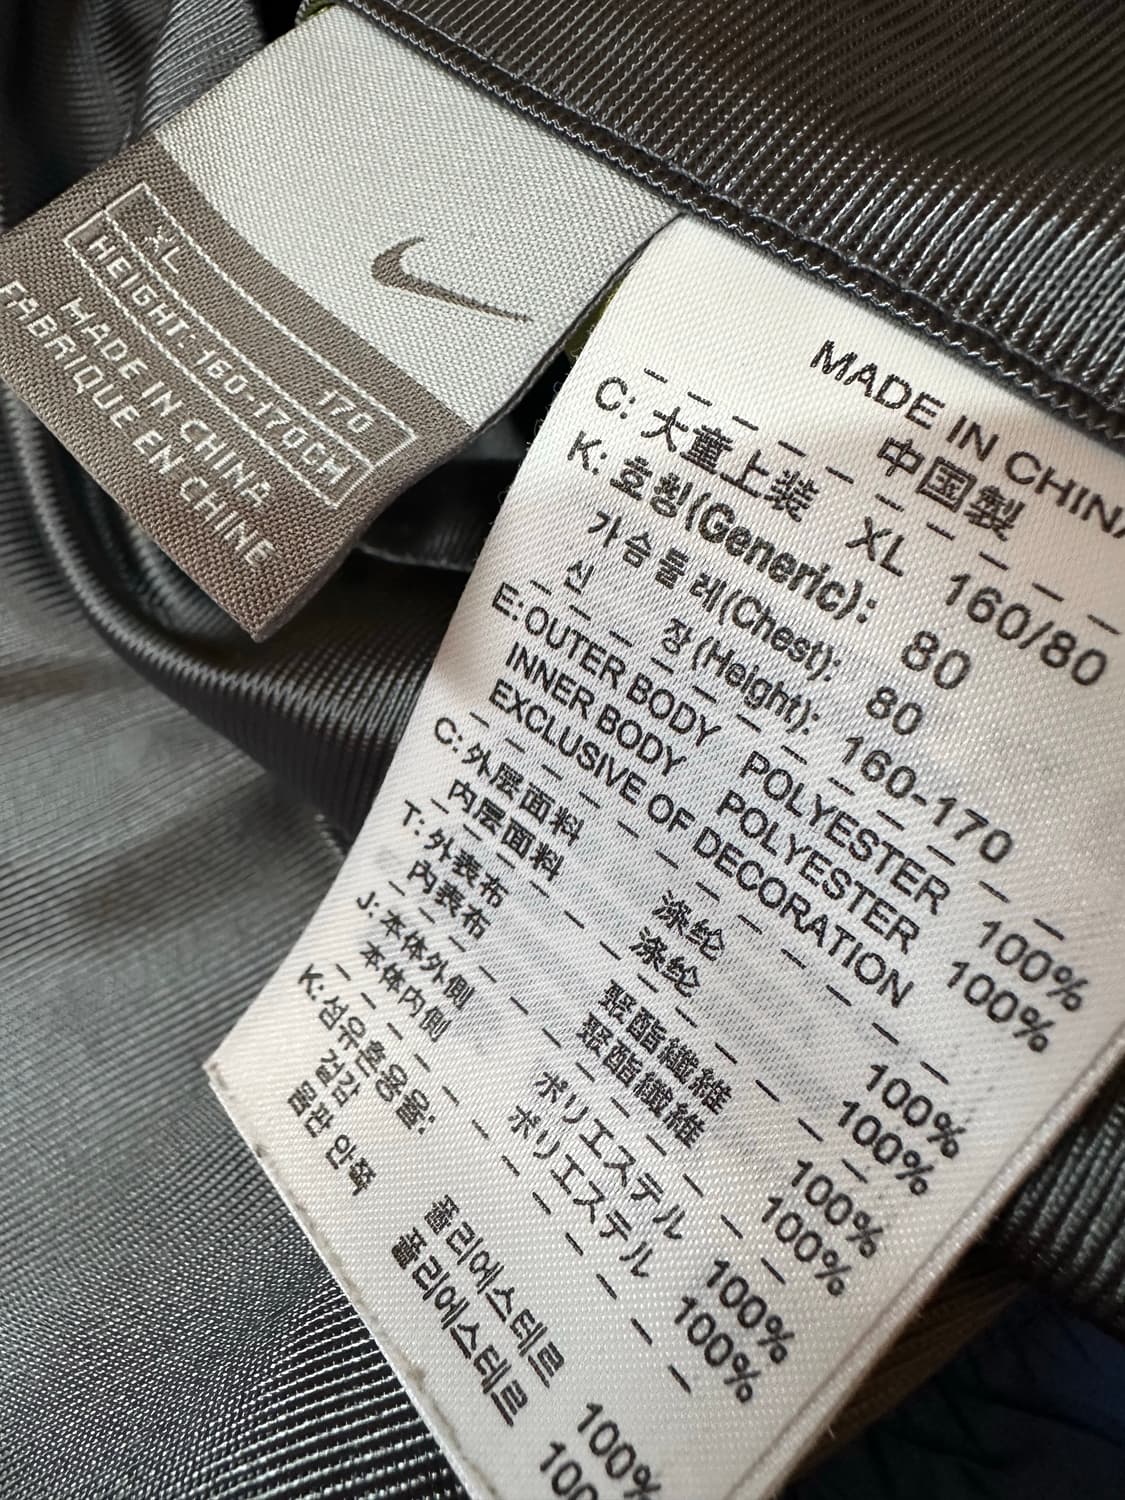 XL 170
HEIGHT: 160-170CM
MADE IN CHINA
FABRIQUE EN CHINE
MADE IN CHINA
中国製
C: 大童上装 XL 160/80
K: 호칭(Generic): 80
가슴둘레(Chest): 80
신 장(Height): 160-170
E: OUTER BODY POLYESTER 100%
INNER BODY POLYESTER 100%
EXCLUSIVE OF DECORATION
C: 外层面料 涤纶 100%
内层面料 涤纶 100%
T: 外表布 聚酯纖維 100%
內表布 聚酯纖維 100%
J: 本体外側 ポリエステル 100%
本体内側 ポリエステル 100%
K: 섬유혼용율:
겉감 폴리에스테르 100%
몸판 안쪽 폴리에스테르 100